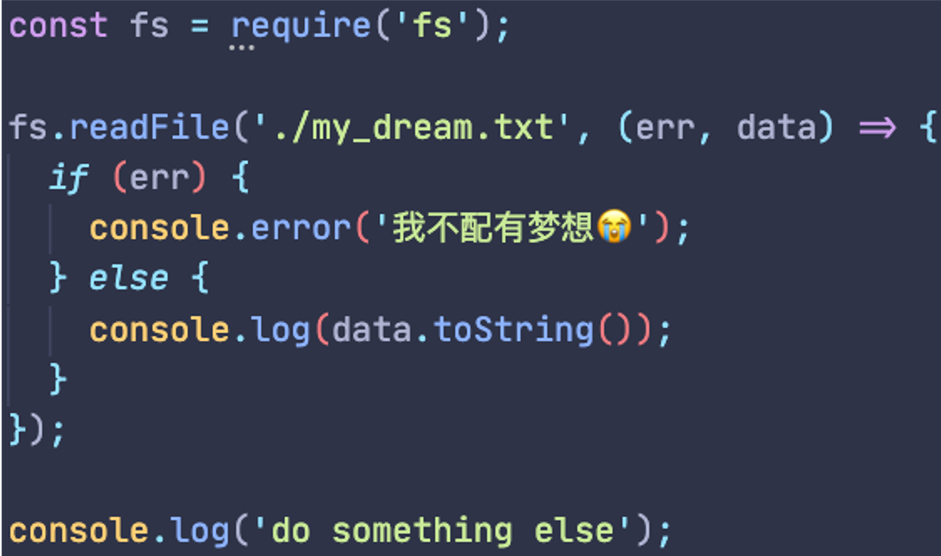 const fs = require('fs');
fs.readFile('./my_dream.txt', (err, data) => {
if (err) {
console.error('我不配有梦想😭');
} else {
console.log(data.toString());
}
});
console.log('do something else');